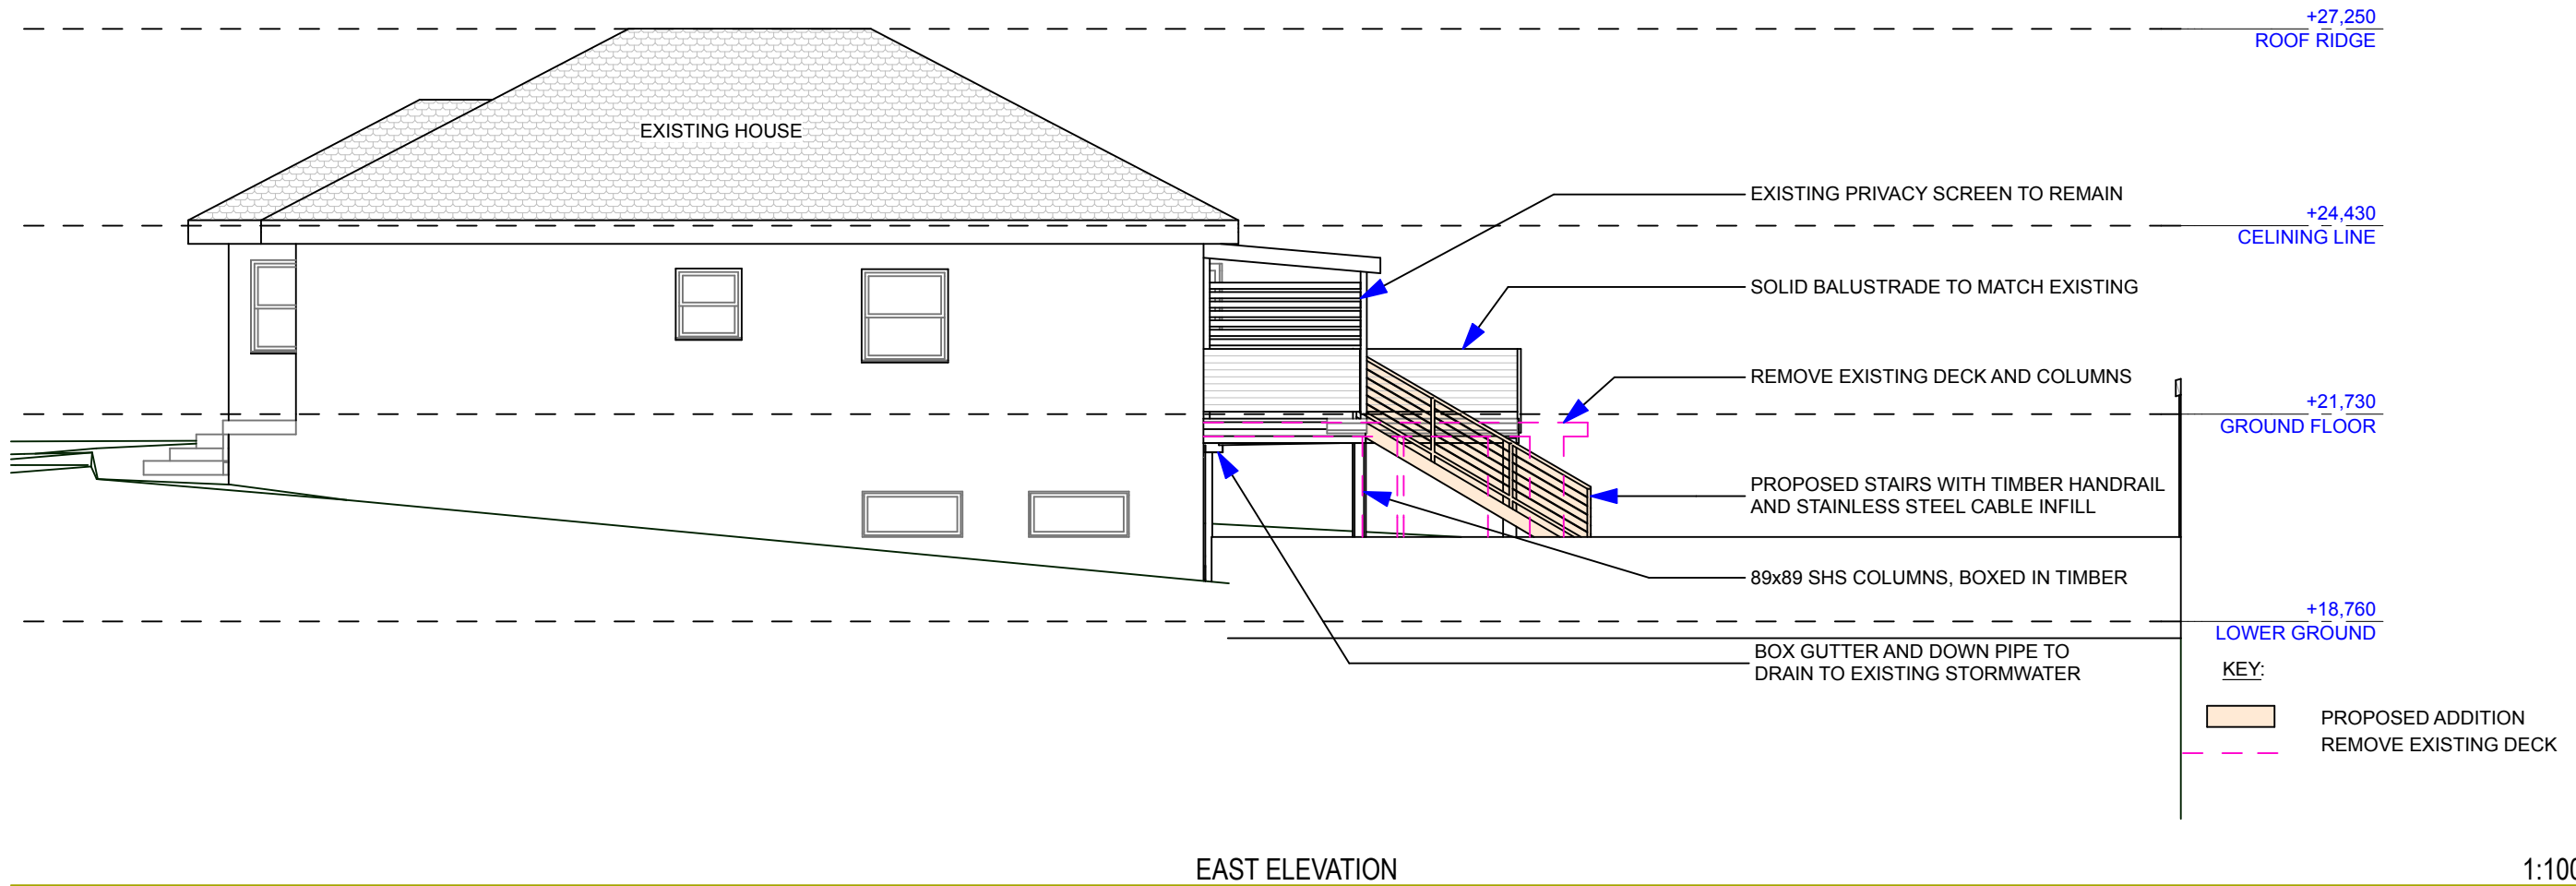 +27,250
ROOF RIDGE
EXISTING HOUSE
EXISTING PRIVACY SCREEN TO REMAIN
+24,430
CELINING LINE
SOLID BALUSTRADE TO MATCH EXISTING
REMOVE EXISTING DECK AND COLUMNS
+21,730
GROUND FLOOR
PROPOSED STAIRS WITH TIMBER HANDRAIL
AND STAINLESS STEEL CABLE INFILL
89x89 SHS COLUMNS, BOXED IN TIMBER
+18,760
LOWER GROUND
BOX GUTTER AND DOWN PIPE TO
DRAIN TO EXISTING STORMWATER
KEY:
PROPOSED ADDITION
REMOVE EXISTING DECK
EAST ELEVATION
1:100